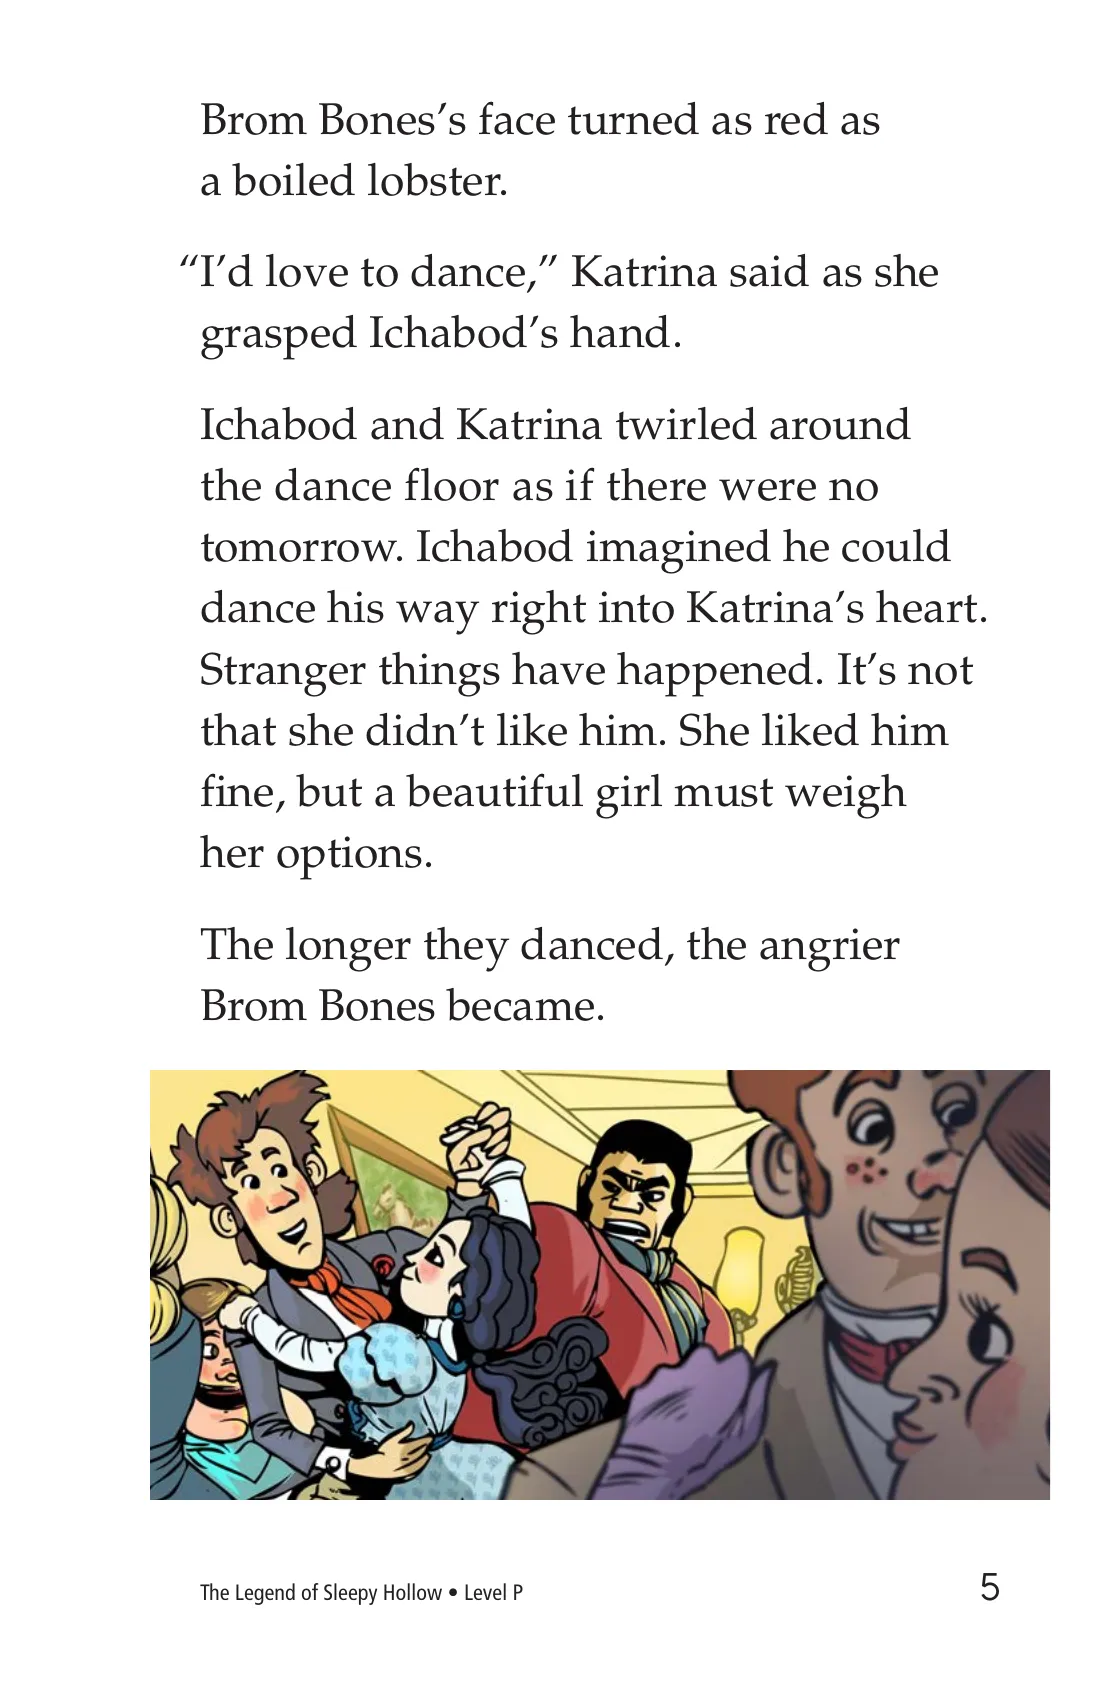 Brom Bones’s face turned as red as
a boiled lobster.
“I’d love to dance,” Katrina said as she
grasped Ichabod’s hand.
Ichabod and Katrina twirled around
the dance floor as if there were no
tomorrow. Ichabod imagined he could
dance his way right into Katrina’s heart.
Stranger things have happened. It’s not
that she didn’t like him. She liked him
fine, but a beautiful girl must weigh
her options.
The longer they danced, the angrier
Brom Bones became.
The Legend of Sleepy Hollow • Level P
5